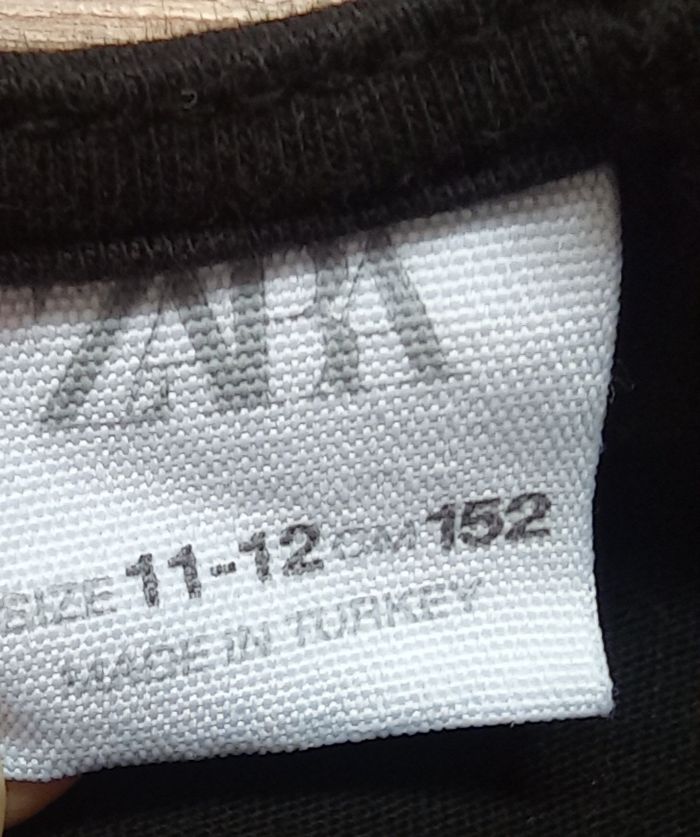 ZARA
SIZE 11-12 CM 152
MADE IN TURKEY